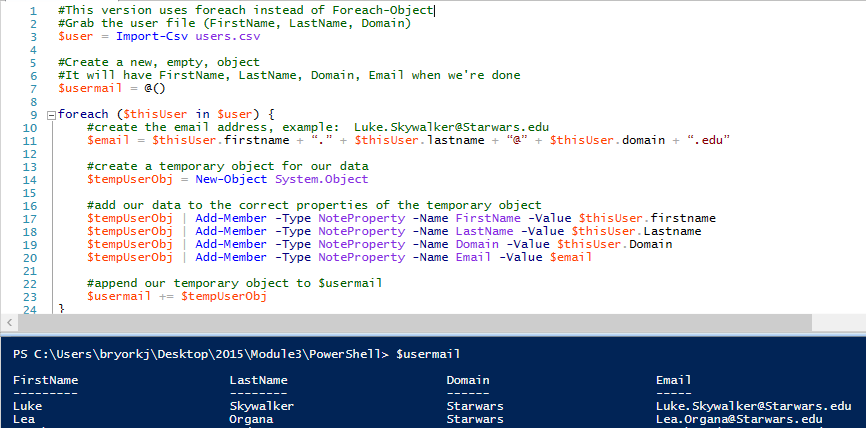 1 #This version uses foreach instead of Foreach-Object
2 #Grab the user file (FirstName, LastName, Domain)
3 $user = Import-Csv users.csv
4
5 #Create a new, empty, object
6 #It will have FirstName, LastName, Domain, Email when we're done
7 $usermail = @()
8
9 foreach ($thisUser in $user) {
10 #create the email address, example:  Luke.Skywalker@Starwars.edu
11 $email = $thisUser.firstname + “.” + $thisUser.lastname + “@” + $thisUser.domain + “.edu”
12
13 #create a temporary object for our data
14 $tempUserObj = New-Object System.Object
15
16 #add our data to the correct properties of the temporary object
17 $tempUserObj | Add-Member -Type NoteProperty -Name FirstName -Value $thisUser.firstname
18 $tempUserObj | Add-Member -Type NoteProperty -Name LastName -Value $thisUser.Lastname
19 $tempUserObj | Add-Member -Type NoteProperty -Name Domain -Value $thisUser.Domain
20 $tempUserObj | Add-Member -Type NoteProperty -Name Email -Value $email
21
22 #append our temporary object to $usermail
23 $usermail += $tempUserObj
24 }
PS C:\Users\bryorkj\Desktop\2015\Module3\PowerShell> $usermail
FirstName LastName Domain Email
--------- -------- ------ -----
Luke Skywalker Starwars Luke.Skywalker@Starwars.edu
Lea Organa Starwars Lea.Organa@Starwars.edu